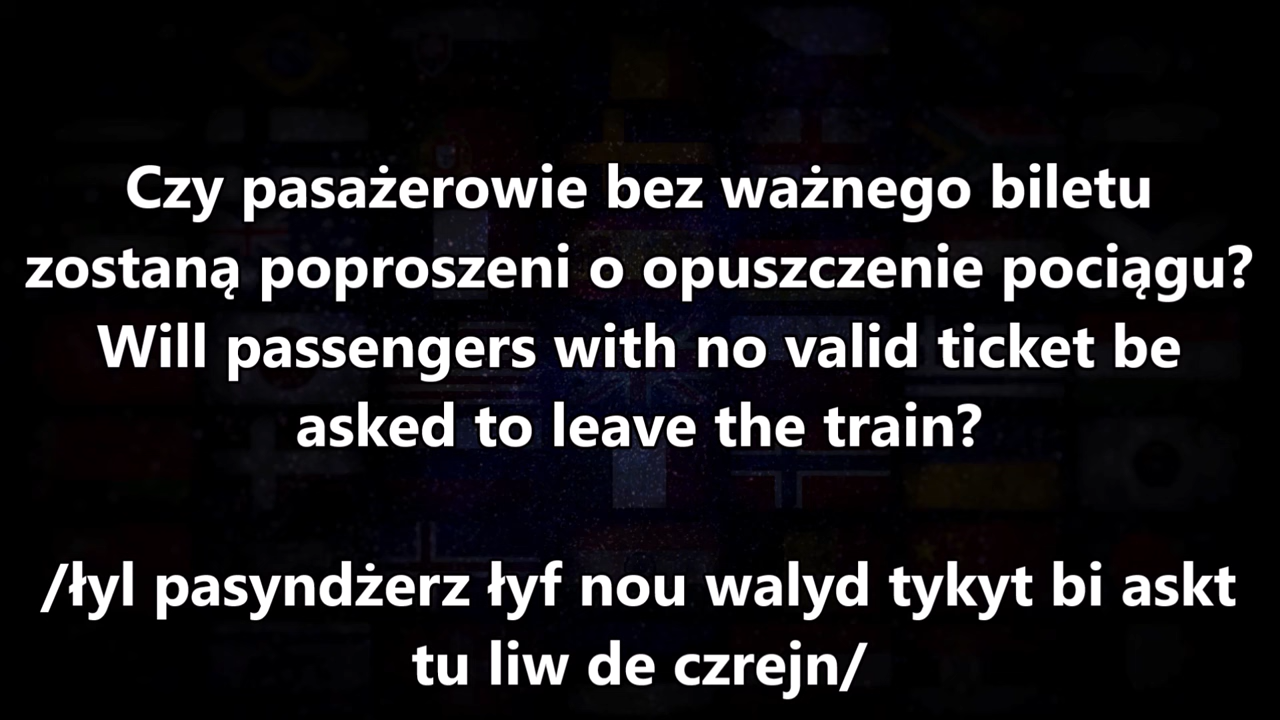 Czy pasażerowie bez ważnego biletu
zostaną poproszeni o opuszczenie pociągu?
Will passengers with no valid ticket be
asked to leave the train?
/łyl pasyndżerz łyf nou walyd tykyt bi askt
tu liw de czrejn/